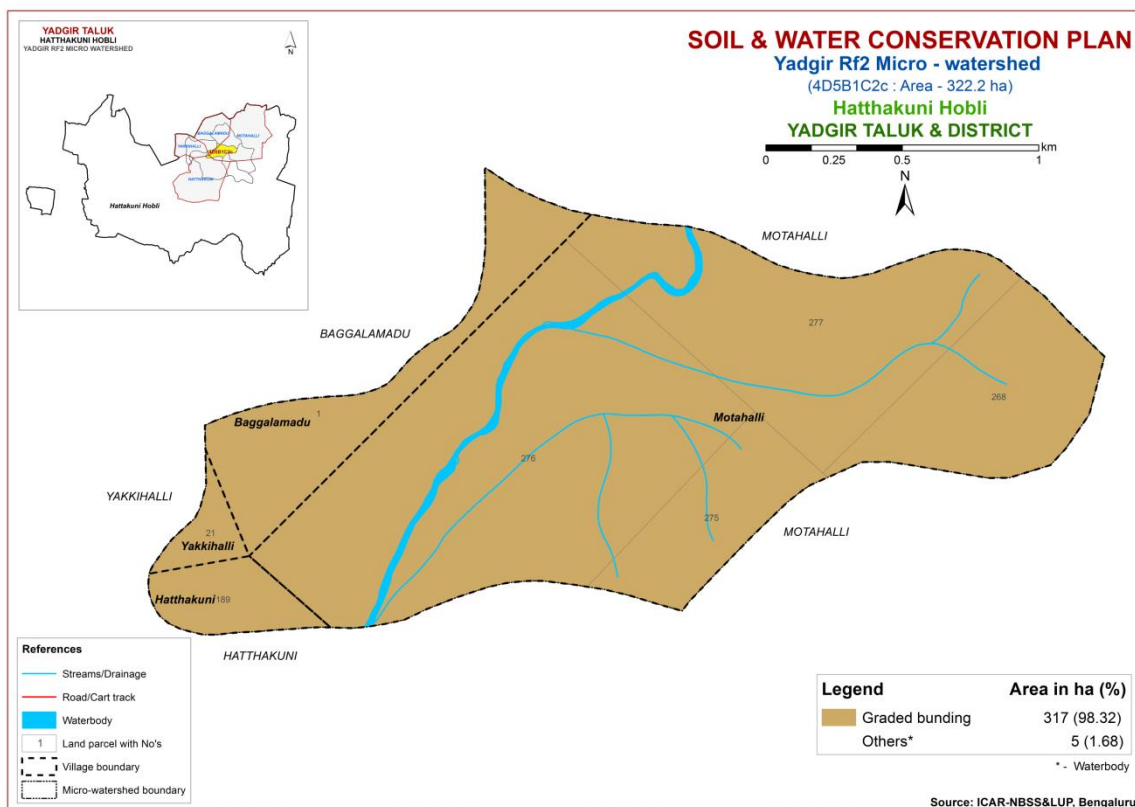 YADGIR TALUK
HATTHAKUNI HOBLI
YADGIR RF2 MICRO WATERSHED
N
BAGGALAMADU
MOTAHALLI
HATTHAKUNI
Hattakuni Hobli
SOIL & WATER CONSERVATION PLAN
Yadgir Rf2 Micro - watershed
(4D5B1C2c : Area - 322.2 ha)
Hatthakuni Hobli
YADGIR TALUK & DISTRICT
km
0 0.25 0.5 1
N
MOTAHALLI
BAGGALAMADU
277
268
Motahalli
1
Baggalamadu
276
YAKKIHALLI
275
MOTAHALLI
21
Yakkihalli
Hatthakuni
189
HATTHAKUNI
References
Streams/Drainage
Road/Cart track
Waterbody
1 Land parcel with No's
Village boundary
Micro-watershed boundary
Legend Area in ha (%)
Graded bunding 317 (98.32)
Others* 5 (1.68)
* - Waterbody
Source: ICAR-NBSS&LUP, Bengaluru